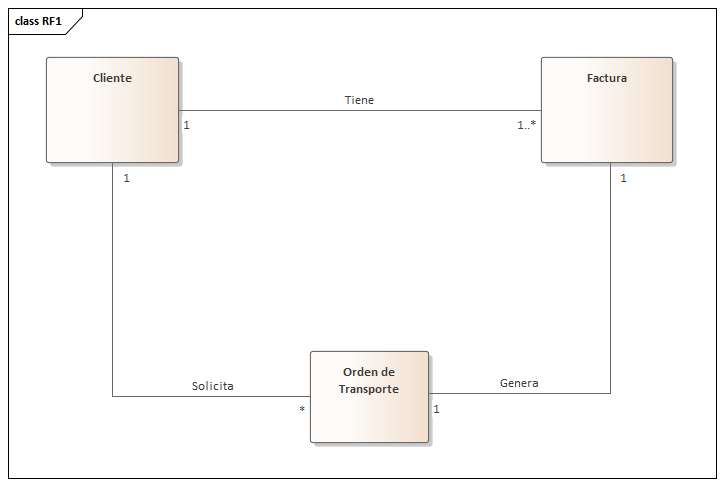 class RF1
Cliente
Factura
Tiene
1
1..*
1
1
Orden de
Transporte
Solicita
Genera
*
1